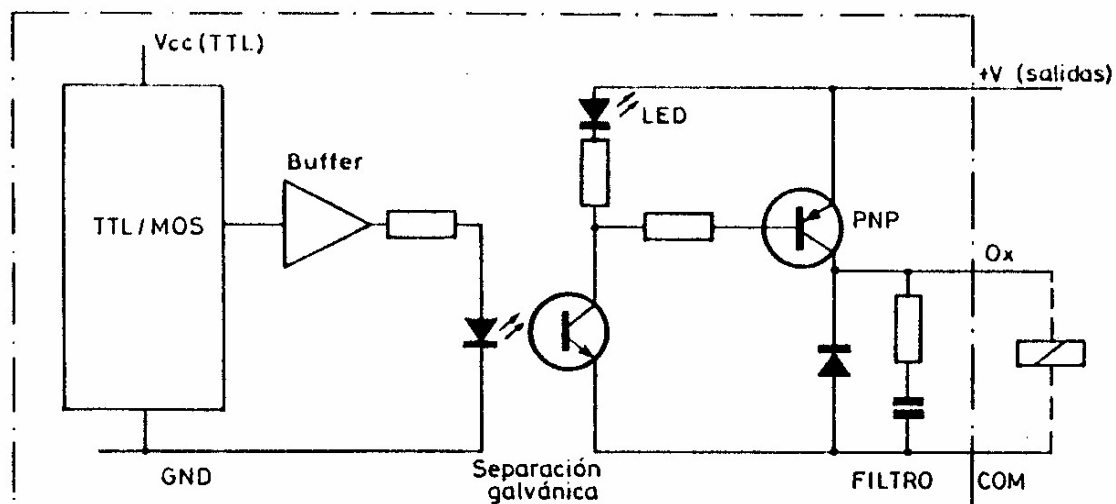 Vcc (TTL)
+V (salidas)
LED
Buffer
TTL/MOS
PNP
Ox
GND
Separación
galvánica
FILTRO
COM